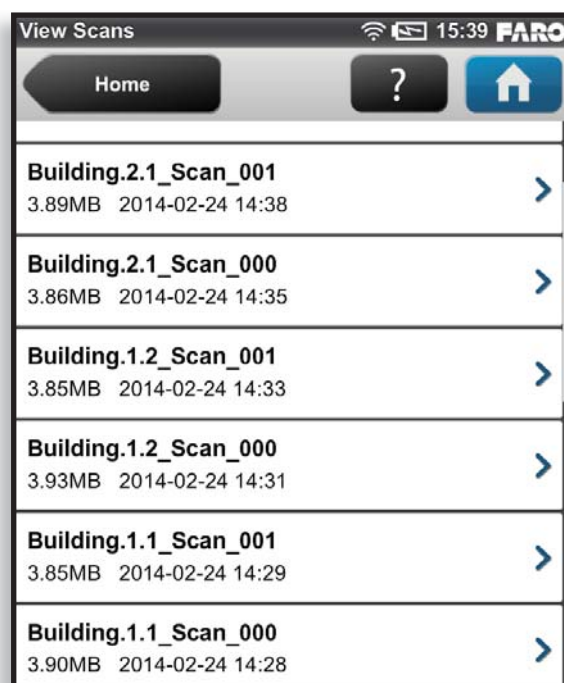 View Scans 15:39 FARO
Home ?
Building.2.1_Scan_001
3.89MB 2014-02-24 14:38
Building.2.1_Scan_000
3.86MB 2014-02-24 14:35
Building.1.2_Scan_001
3.85MB 2014-02-24 14:33
Building.1.2_Scan_000
3.93MB 2014-02-24 14:31
Building.1.1_Scan_001
3.85MB 2014-02-24 14:29
Building.1.1_Scan_000
3.90MB 2014-02-24 14:28